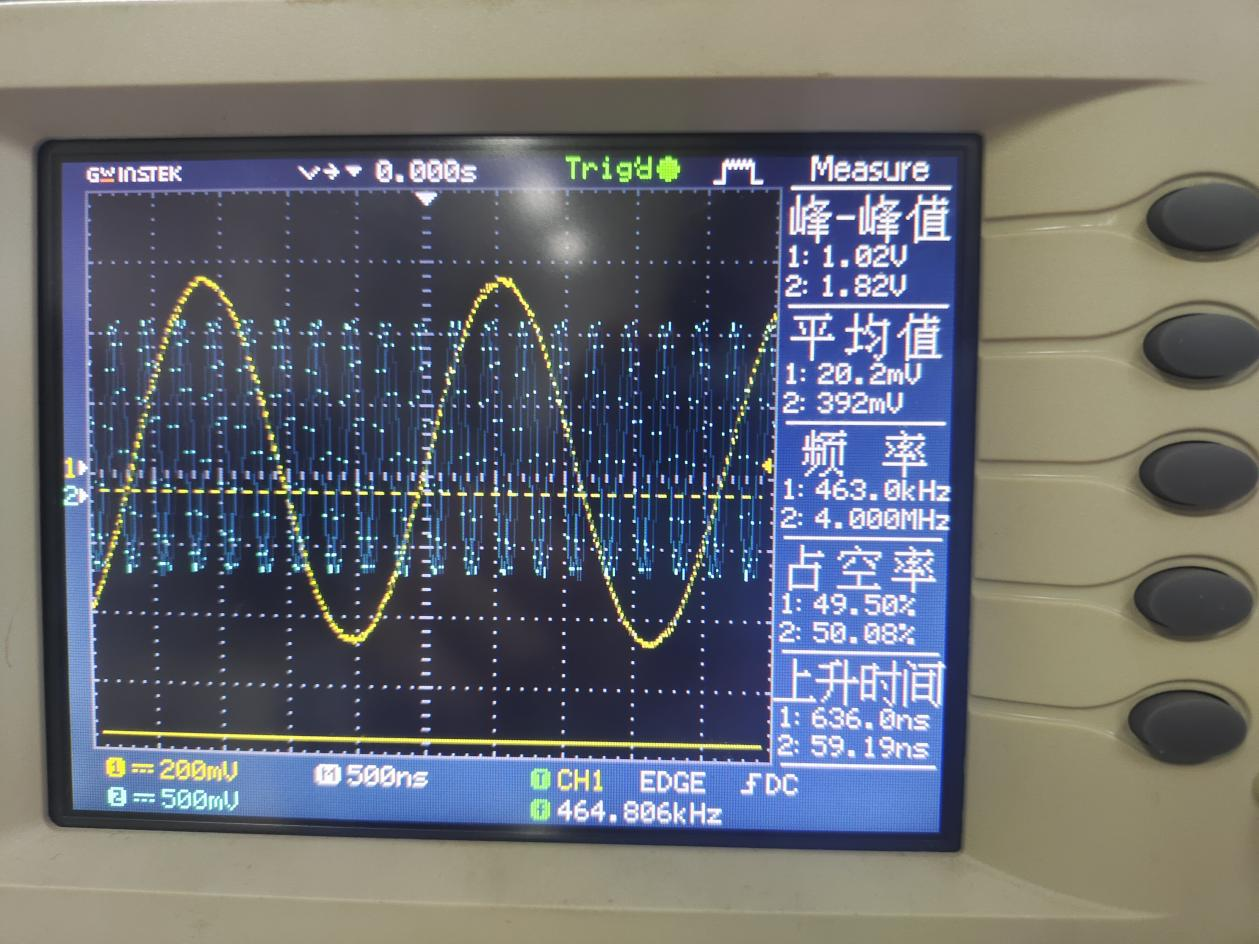 GWINSTEK
0.000s
Trig'd
Measure
峰-峰值
1: 1.02V
2: 1.82V
平均值
1: 20.2mV
2: 392mV
频 率
1: 463.0kHz
2: 4.000MHz
占空率
1: 49.50%
2: 50.08%
上升时间
1: 636.0ns
2: 59.19ns
1
2
1 200mV
M 500ns
T CH1 EDGE DC
2 500mV
f 464.806kHz